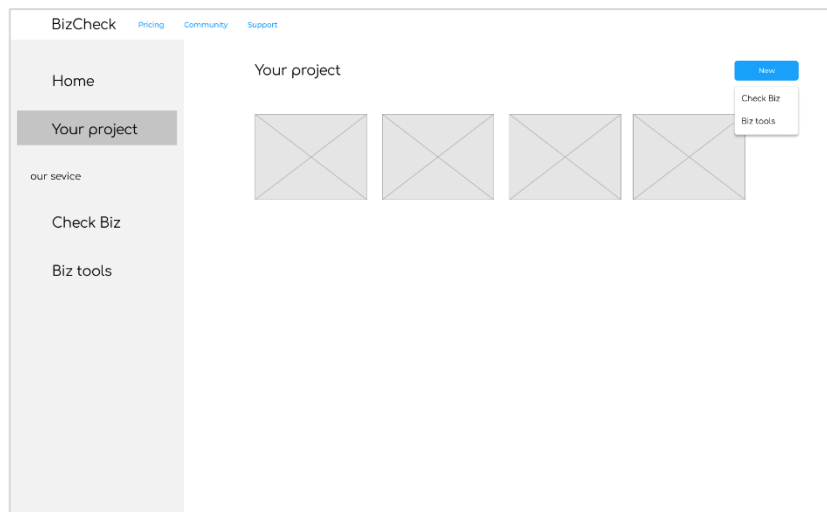 BizCheck Pricing Community Support
Home
Your project
our sevice
Check Biz
Biz tools
Your project
New
Check Biz
Biz tools